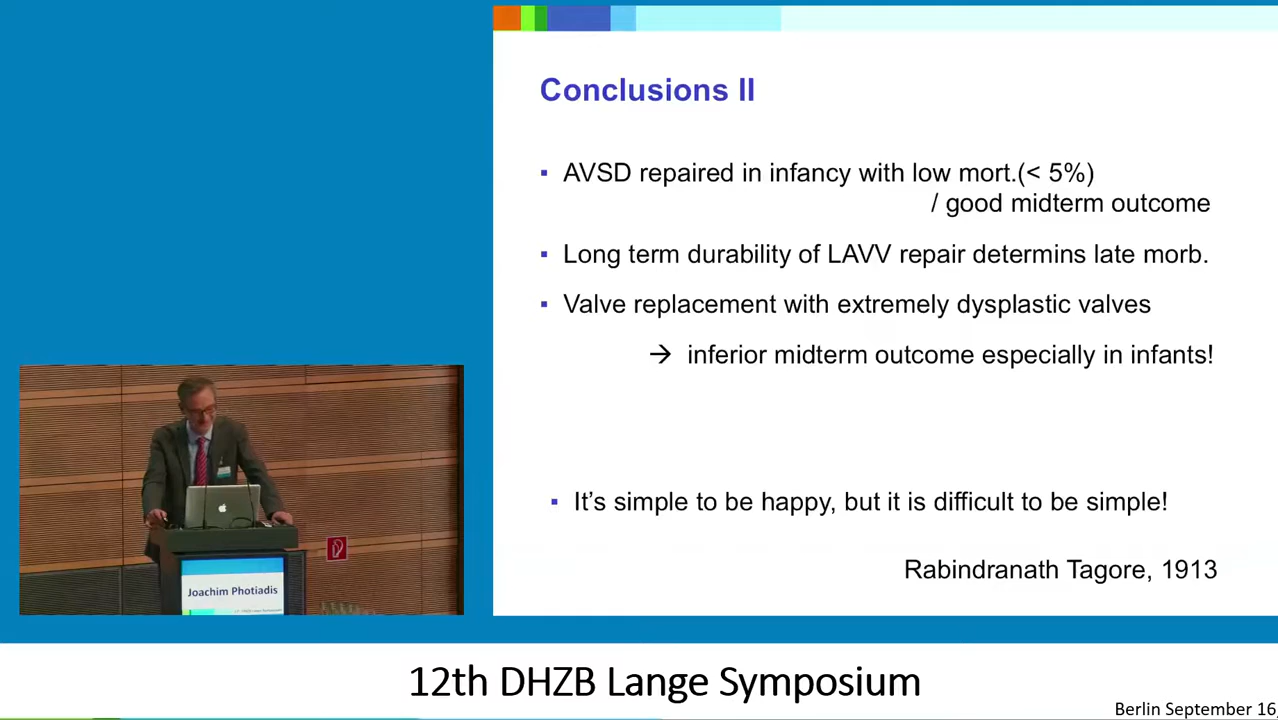 Conclusions II
▪ AVSD repaired in infancy with low mort.(< 5%)
/ good midterm outcome
▪ Long term durability of LAVV repair determins late morb.
▪ Valve replacement with extremely dysplastic valves
→ inferior midterm outcome especially in infants!
▪ It's simple to be happy, but it is difficult to be simple!
Rabindranath Tagore, 1913
Joachim Photiadis
12th DHZB Lange Symposium
Berlin September 16